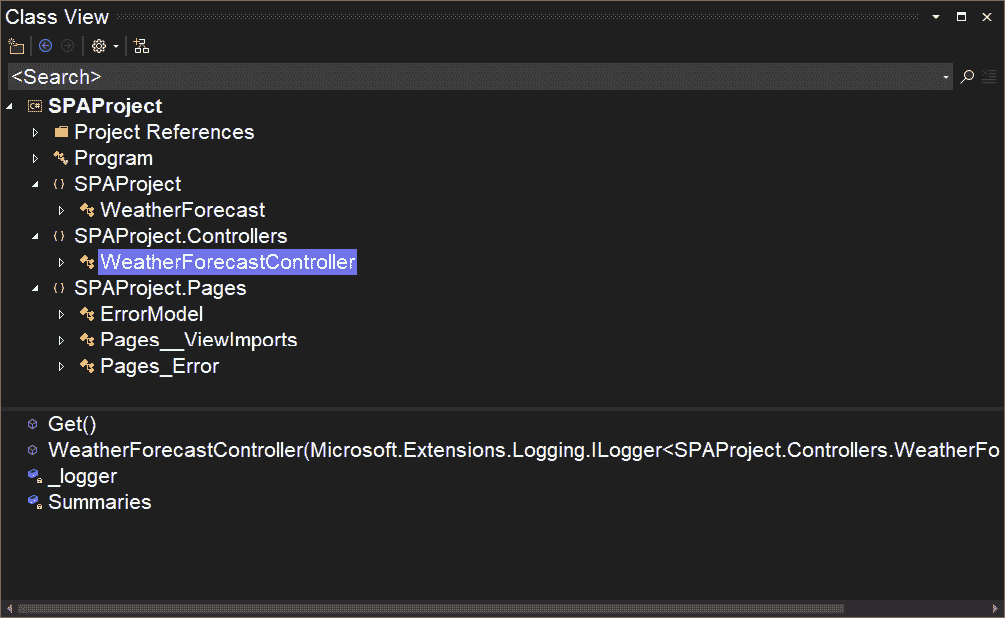 Class View
<Search>
C# SPAProject
Project References
Program
{} SPAProject
WeatherForecast
{} SPAProject.Controllers
WeatherForecastController
{} SPAProject.Pages
ErrorModel
Pages__ViewImports
Pages_Error
Get()
WeatherForecastController(Microsoft.Extensions.Logging.ILogger<SPAProject.Controllers.WeatherFo
_logger
Summaries